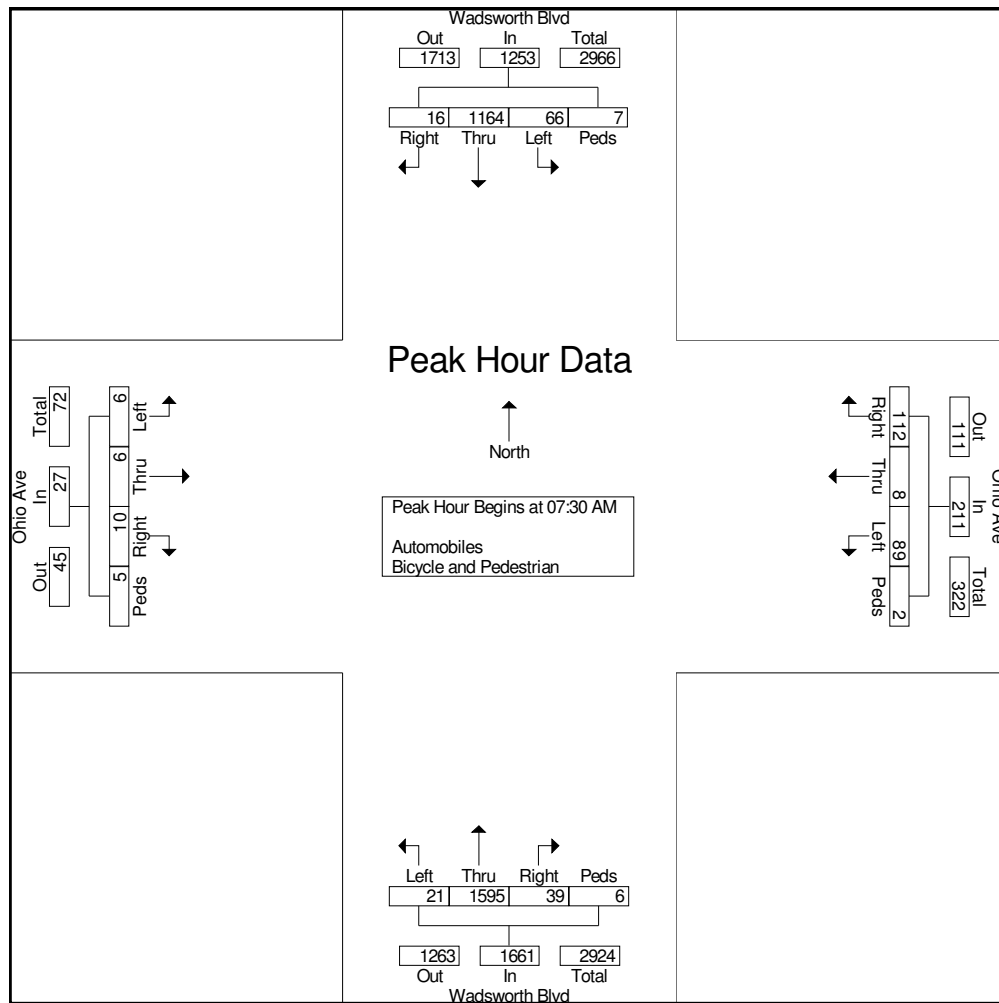 Wadsworth Blvd
Out In Total
1713 1253 2966
16 1164 66 7
Right Thru Left Peds
Peak Hour Data
North
Peak Hour Begins at 07:30 AM
Automobiles
Bicycle and Pedestrian
Ohio Ave
Out In Total
45 27 72
5 10 6 6
Peds Right Thru Left
Ohio Ave
Out In Total
111 211 322
112 8 89 2
Right Thru Left Peds
Left Thru Right Peds
21 1595 39 6
1263 1661 2924
Out In Total
Wadsworth Blvd